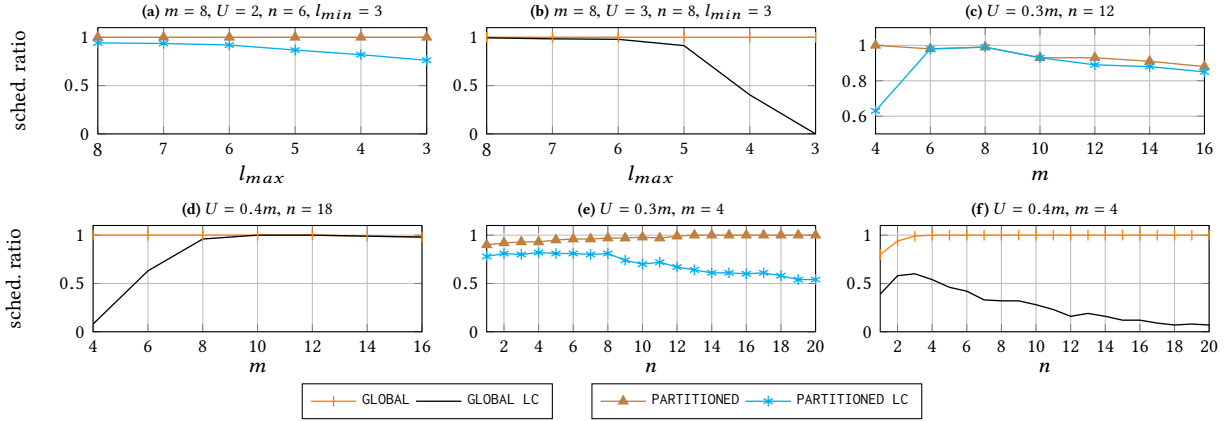 (a) m = 8, U = 2, n = 6, l_min = 3
(b) m = 8, U = 3, n = 8, l_min = 3
(c) U = 0.3m, n = 12
sched. ratio
1
0.5
0
8 7 6 5 4 3
l_max
1
0.5
0
8 7 6 5 4 3
l_max
1
0.8
0.6
4 6 8 10 12 14 16
m
(d) U = 0.4m, n = 18
(e) U = 0.3m, m = 4
(f) U = 0.4m, m = 4
sched. ratio
1
0.5
0
4 6 8 10 12 14 16
m
1
0.5
0
2 4 6 8 10 12 14 16 18 20
n
1
0.5
0
2 4 6 8 10 12 14 16 18 20
n
GLOBAL GLOBAL LC PARTITIONED PARTITIONED LC